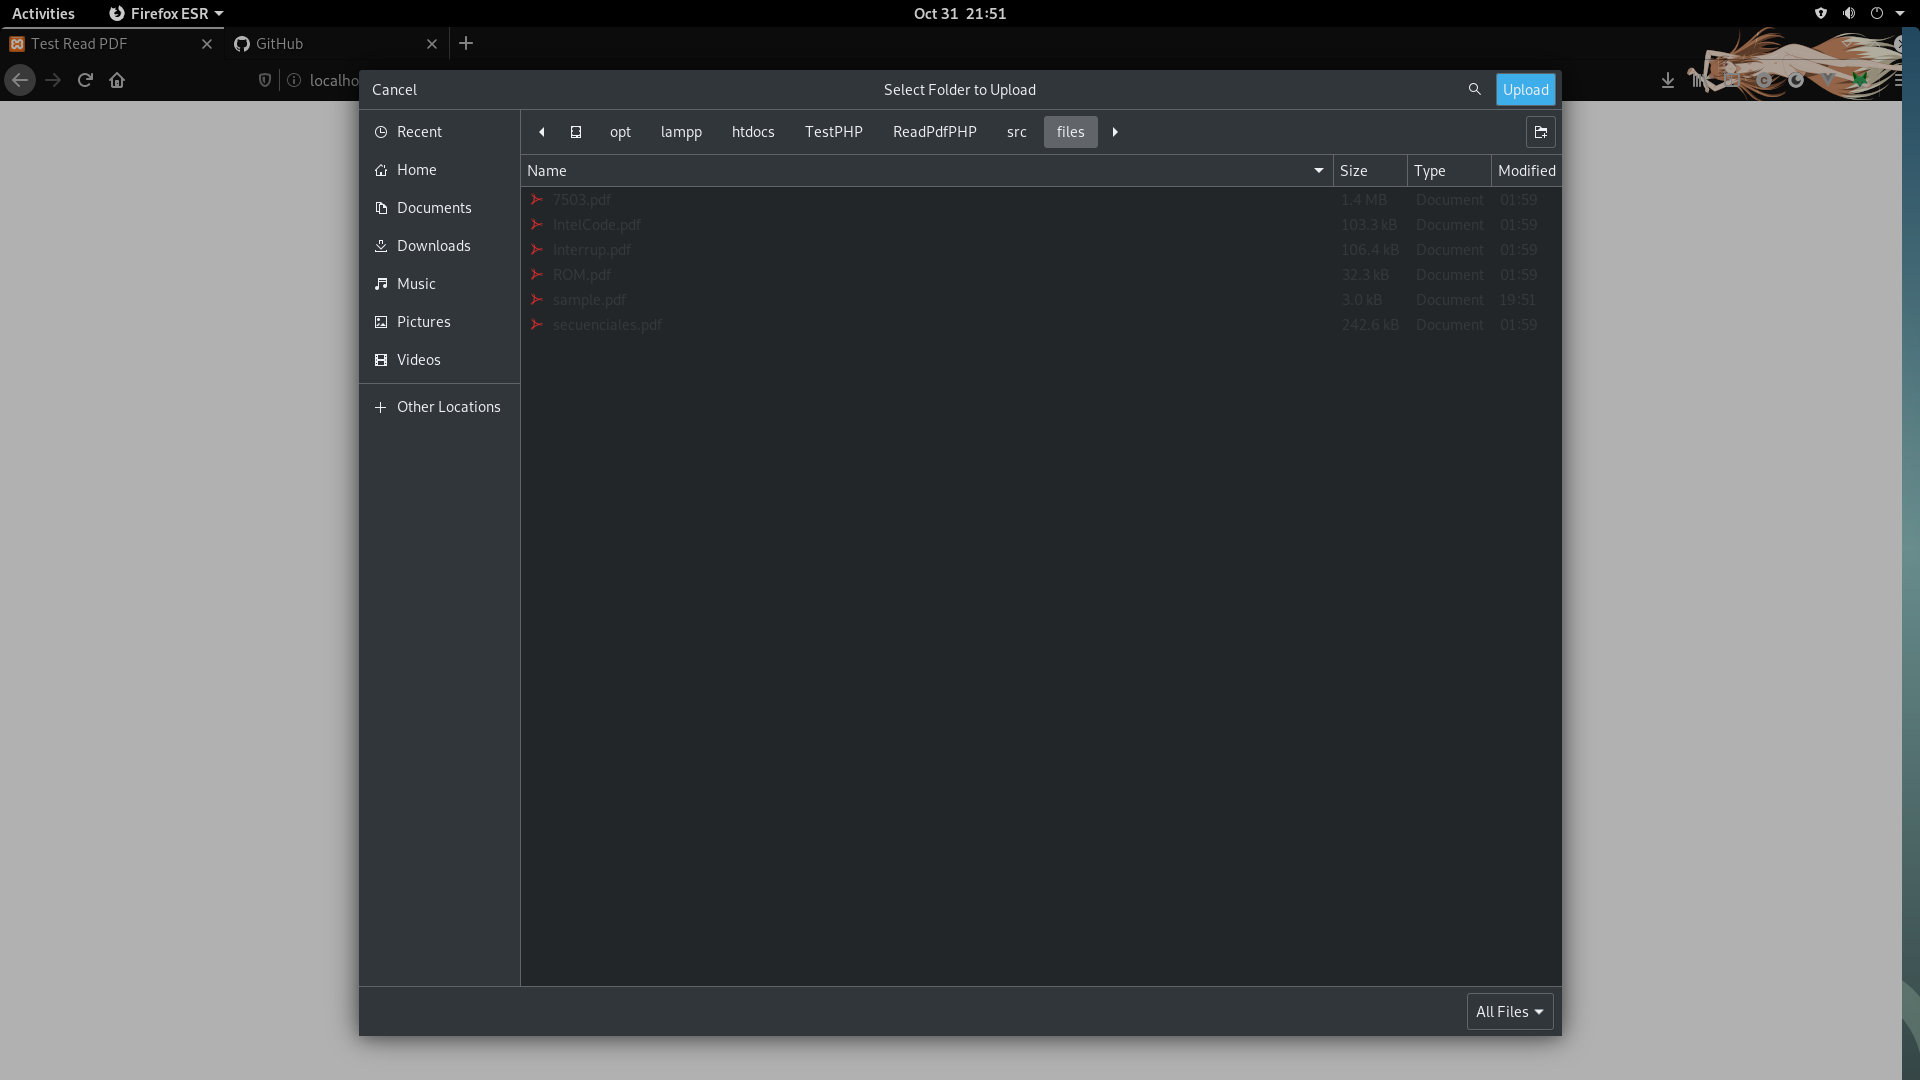 Activities Firefox ESR Oct 31 21:51
Test Read PDF GitHub
localho
Cancel Select Folder to Upload Upload
Recent
Home
Documents
Downloads
Music
Pictures
Videos
Other Locations
opt lampp htdocs TestPHP ReadPdfPHP src files
Name Size Type Modified
7503.pdf 1.4 MB Document 01:59
IntelCode.pdf 103.3 kB Document 01:59
Interrup.pdf 106.4 kB Document 01:59
ROM.pdf 32.3 kB Document 01:59
sample.pdf 3.0 kB Document 19:51
secuenciales.pdf 242.6 kB Document 01:59
All Files